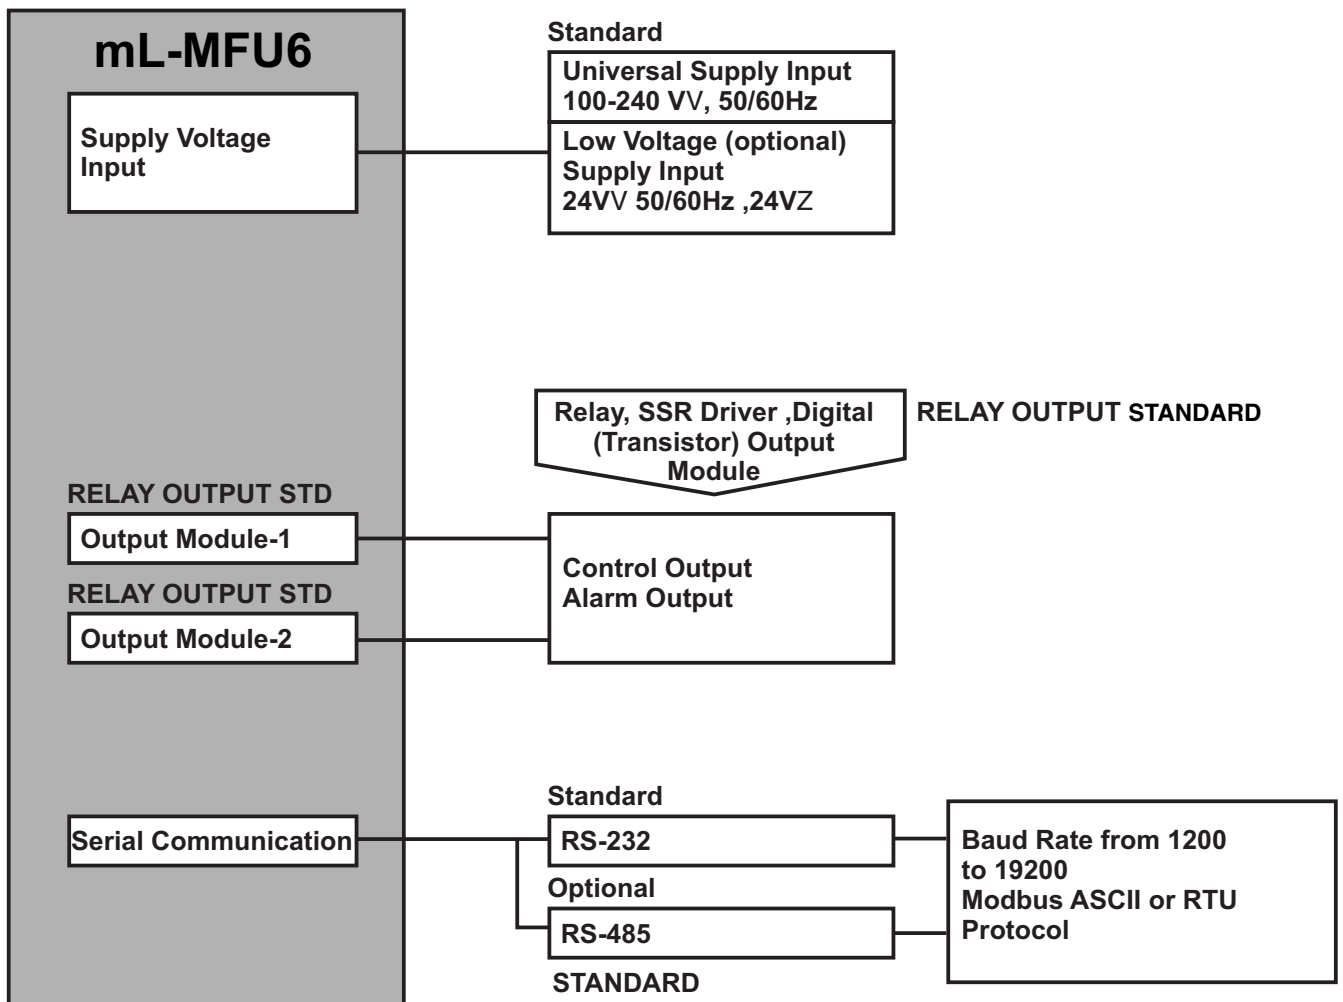 mL-MFU6
Standard
Universal Supply Input
100-240 VV, 50/60Hz
Supply Voltage
Input
Low Voltage (optional)
Supply Input
24VV 50/60Hz ,24VZ
Relay, SSR Driver ,Digital
(Transistor) Output
Module
RELAY OUTPUT STANDARD
RELAY OUTPUT STD
Output Module-1
RELAY OUTPUT STD
Output Module-2
Control Output
Alarm Output
Serial Communication
Standard
RS-232
Optional
RS-485
STANDARD
Baud Rate from 1200
to 19200
Modbus ASCII or RTU
Protocol